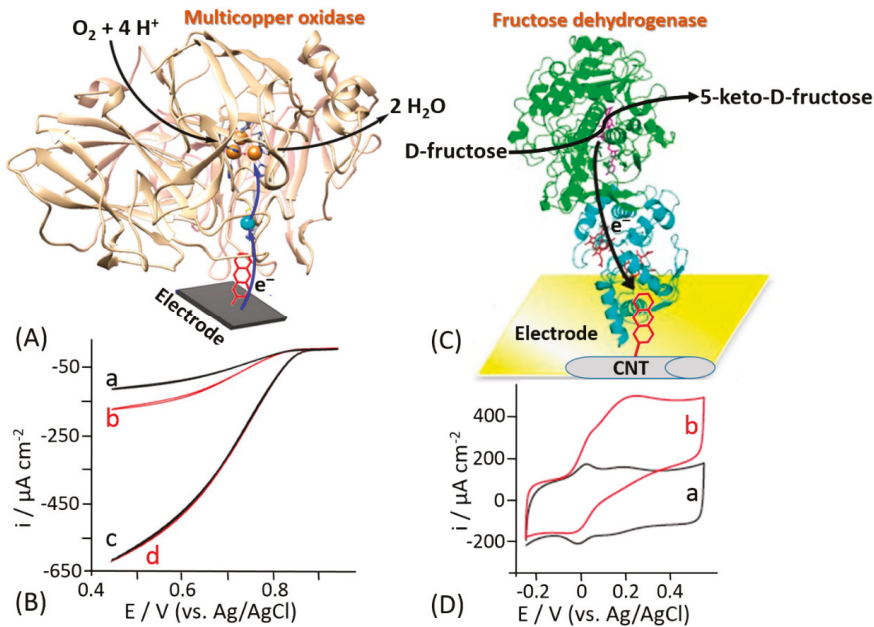 Multicopper oxidase
O₂ + 4 H⁺
2 H₂O
e⁻
Electrode
(A)
Fructose dehydrogenase
5-keto-D-fructose
D-fructose
e⁻
Electrode
CNT
(C)
-50
-250
-450
-650
i / µA cm⁻²
a
b
c
d
0.4
0.6
0.8
E / V (vs. Ag/AgCl)
(B)
400
200
0
-200
i / µA cm⁻²
b
a
-0.2
0
0.2
0.4
E / V (vs. Ag/AgCl)
(D)